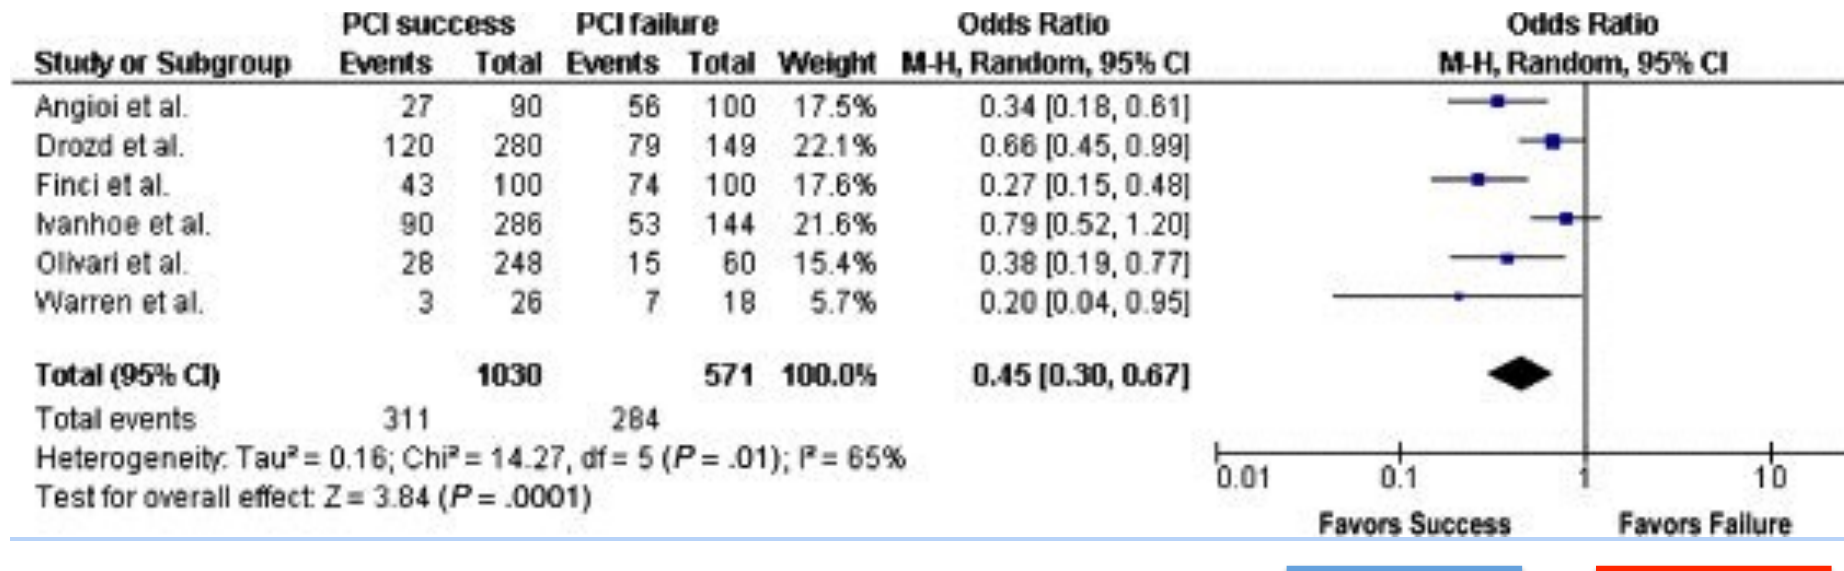 PCI success PCI failure Odds Ratio Odds Ratio
Study or Subgroup Events Total Events Total Weight M-H, Random, 95% CI M-H, Random, 95% CI
Angioi et al. 27 90 56 100 17.5% 0.34 [0.18, 0.61]
Drozd et al. 120 280 79 149 22.1% 0.66 [0.45, 0.99]
Finci et al. 43 100 74 100 17.6% 0.27 [0.15, 0.48]
Ivanhoe et al. 90 286 53 144 21.6% 0.79 [0.52, 1.20]
Olivari et al. 28 248 15 60 15.4% 0.38 [0.19, 0.77]
Warren et al. 3 26 7 18 5.7% 0.20 [0.04, 0.95]
Total (95% CI) 1030 571 100.0% 0.45 [0.30, 0.67]
Total events 311 284
Heterogeneity: Tau² = 0.16; Chi² = 14.27, df = 5 (P = .01); I² = 65%
Test for overall effect: Z = 3.84 (P = .0001)
0.01 0.1 1 10
Favors Success Favors Failure